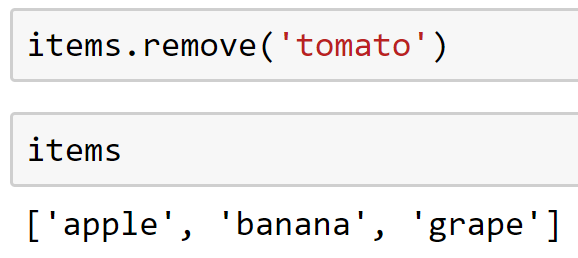 items.remove('tomato')
items
['apple', 'banana', 'grape']